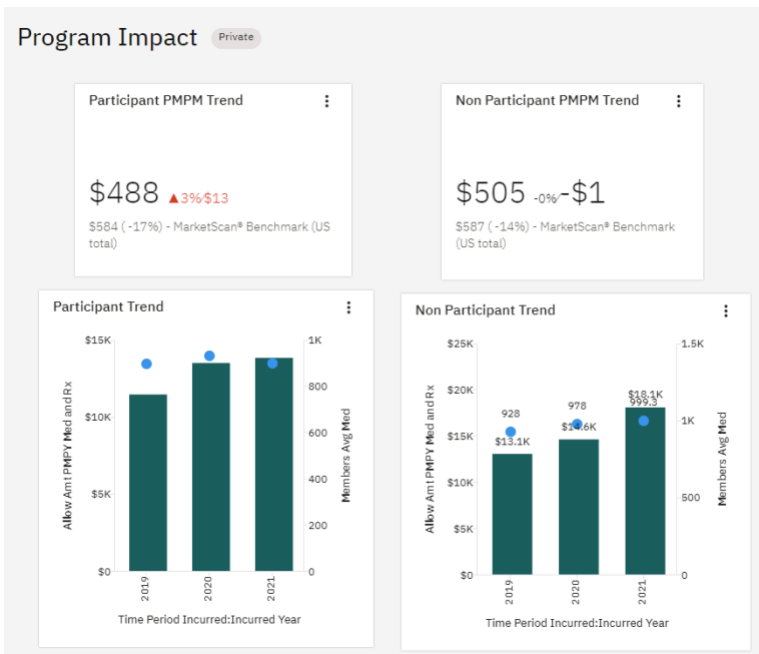 Program Impact Private
Participant PMPM Trend
$488 ▲3%/$13
$584 ( -17%) - MarketScan® Benchmark (US
total)
Non Participant PMPM Trend
$505 -0%/-$1
$587 ( -14%) - MarketScan® Benchmark
(US total)
Participant Trend
Allow Amt PMPY Med and Rx
$15K
$10K
$5K
$0
1K
800
600
400
200
0
Members Avg Med
2019
2020
2021
Time Period Incurred:Incurred Year
Non Participant Trend
Allow Amt PMPY Med and Rx
$25K
$20K
$15K
$10K
$5K
$0
928
$13.1K
978
$14.6K
$18.1K
999.3
1.5K
1K
500
0
Members Avg Med
2019
2020
2021
Time Period Incurred:Incurred Year